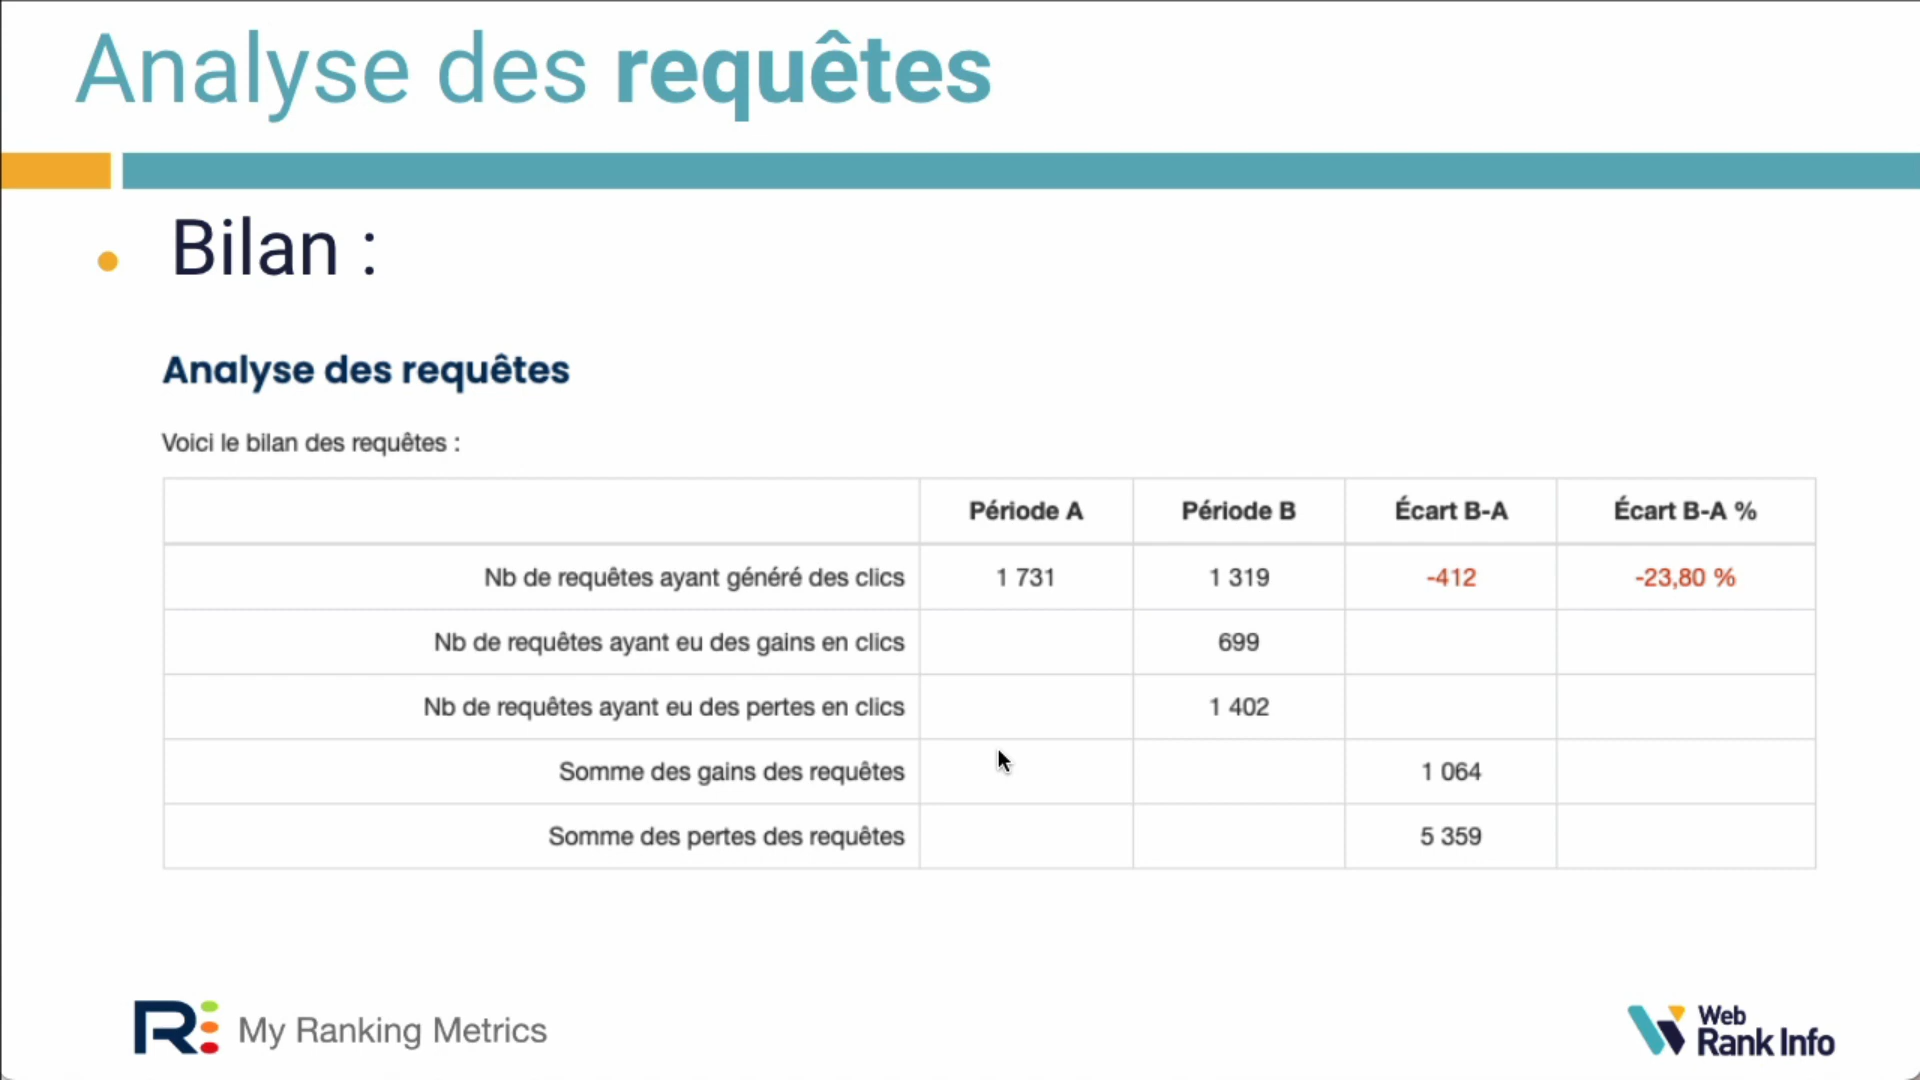 Analyse des requêtes
• Bilan :
Analyse des requêtes
Voici le bilan des requêtes :
Période A Période B Écart B-A Écart B-A %
Nb de requêtes ayant généré des clics 1 731 1 319 -412 -23,80 %
Nb de requêtes ayant eu des gains en clics 699
Nb de requêtes ayant eu des pertes en clics 1 402
Somme des gains des requêtes 1 064
Somme des pertes des requêtes 5 359
R My Ranking Metrics
Web
Rank Info